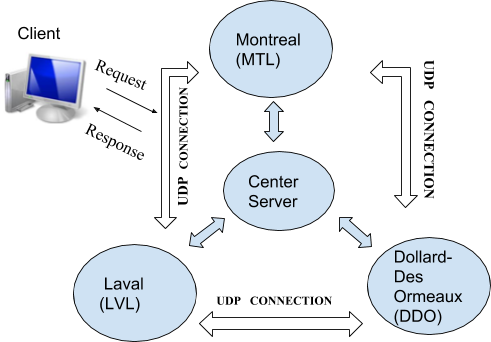 Client
Request
Response
Montreal
(MTL)
UDP CONNECTION
UDP CONNECTION
Center
Server
Laval
(LVL)
UDP CONNECTION
Dollard-
Des
Ormeaux
(DDO)